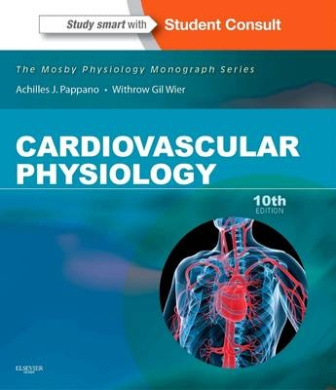 Study smart with Student Consult
The Mosby Physiology Monograph Series
Achilles J. Pappano • Withrow Gil Wier
CARDIOVASCULAR
PHYSIOLOGY
10th
EDITION
ELSEVIER